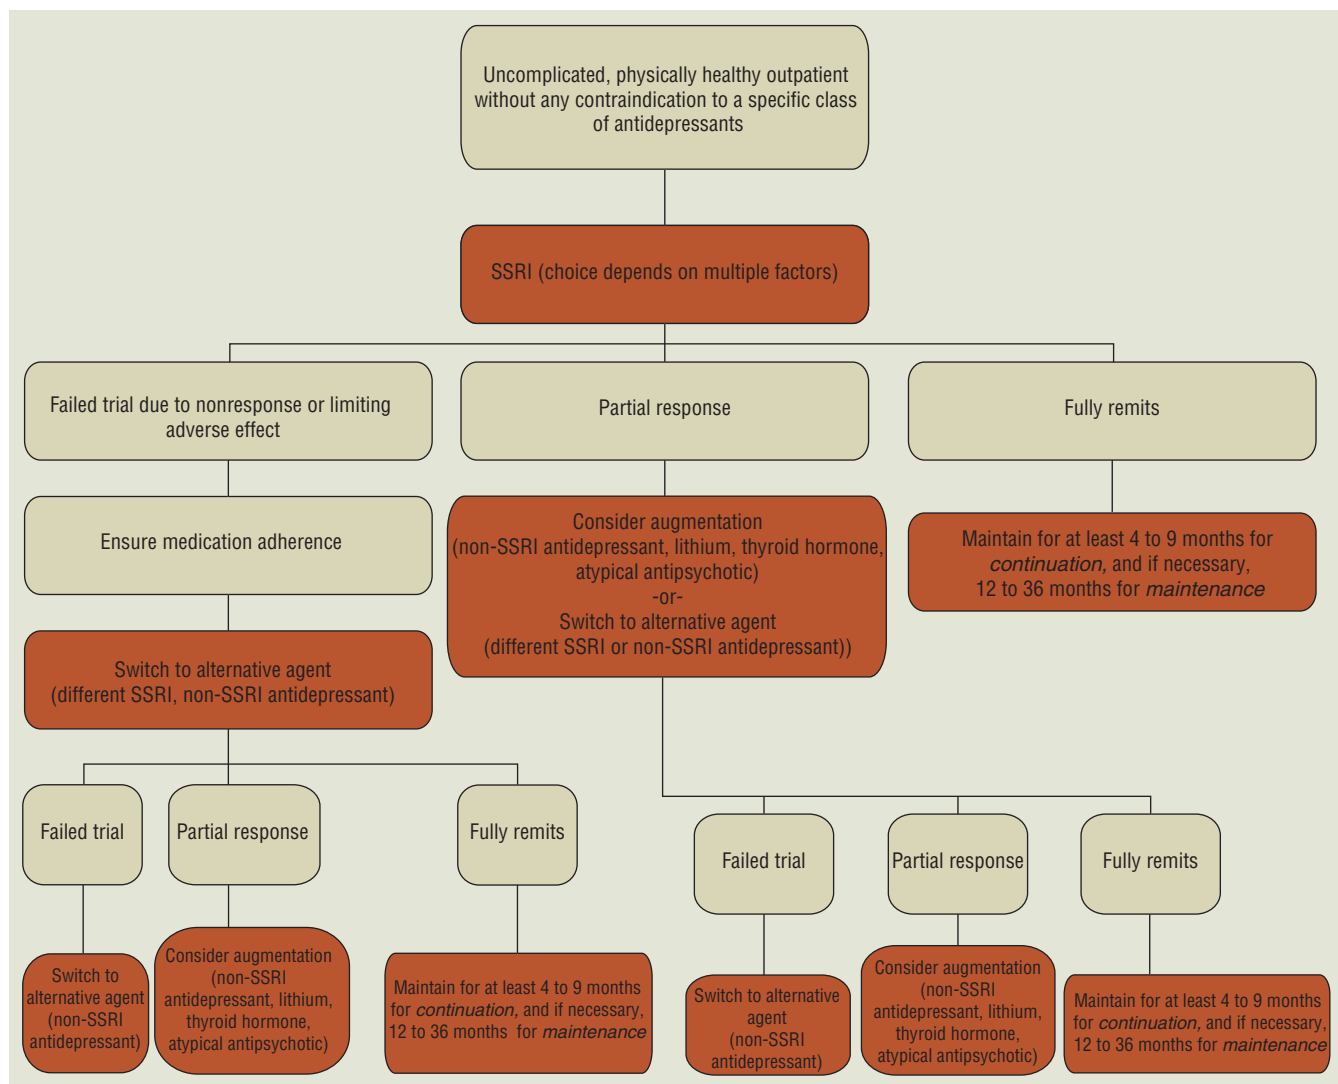 Uncomplicated, physically healthy outpatient
without any contraindication to a specific class
of antidepressants
SSRI (choice depends on multiple factors)
Failed trial due to nonresponse or limiting
adverse effect
Partial response
Fully remits
Ensure medication adherence
Consider augmentation
(non-SSRI antidepressant, lithium, thyroid hormone,
atypical antipsychotic)
-or-
Switch to alternative agent
(different SSRI or non-SSRI antidepressant))
Maintain for at least 4 to 9 months for
continuation, and if necessary,
12 to 36 months for maintenance
Switch to alternative agent
(different SSRI, non-SSRI antidepressant)
Failed trial
Partial response
Fully remits
Failed trial
Partial response
Fully remits
Switch to
alternative agent
(non-SSRI
antidepressant)
Consider augmentation
(non-SSRI
antidepressant, lithium,
thyroid hormone,
atypical antipsychotic)
Maintain for at least 4 to 9 months
for continuation, and if necessary,
12 to 36 months for maintenance
Switch to alternative
agent
(non-SSRI
antidepressant)
Consider augmentation
(non-SSRI
antidepressant, lithium,
thyroid hormone,
atypical antipsychotic)
Maintain for at least 4 to 9 months
for continuation, and if necessary,
12 to 36 months for maintenance